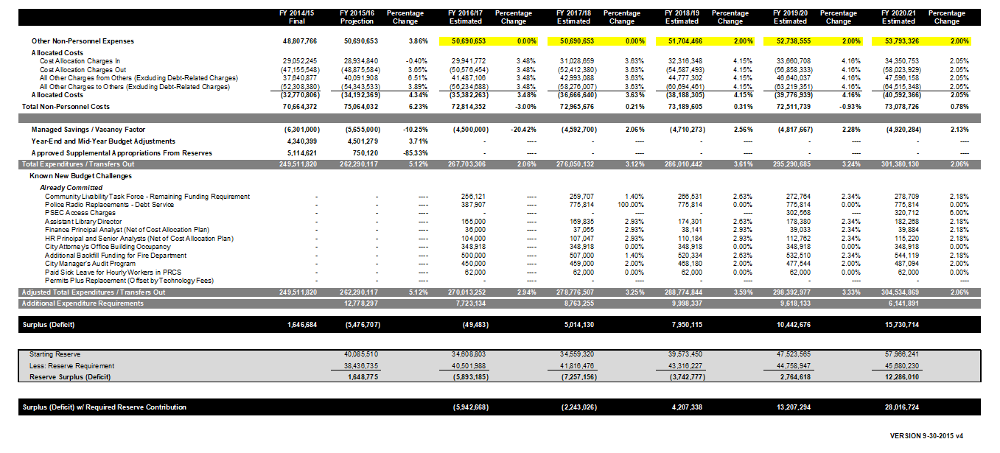 FY 2014/15 FY 2015/16 Percentage FY 2016/17 Percentage FY 2017/18 Percentage FY 2018/19 Percentage FY 2019/20 Percentage FY 2020/21 Percentage
Final Projection Change Estimated Change Estimated Change Estimated Change Estimated Change Estimated Change
Other Non-Personnel Expenses 48,807,766 50,690,653 3.86% 50,690,653 0.00% 50,690,653 0.00% 51,704,466 2.00% 52,738,555 2.00% 53,793,326 2.00%
Allocated Costs
Cost Allocation Charges In 29,052,245 28,934,840 -0.40% 29,941,772 3.48% 31,028,659 3.63% 32,316,348 4.15% 33,660,708 4.16% 34,350,753 2.05%
Cost Allocation Charges Out (47,155,548) (48,875,584) 3.65% (50,576,454) 3.48% (52,412,380) 3.63% (54,587,493) 4.15% (56,858,333) 4.16% (58,023,929) 2.05%
All Other Charges from Others (Excluding Debt-Related Charges) 37,640,877 40,091,908 6.51% 41,487,106 3.48% 42,993,088 3.63% 44,777,302 4.15% 46,640,037 4.16% 47,596,158 2.05%
All Other Charges to Others (Excluding Debt-Related Charges) (52,308,380) (54,343,533) 3.89% (56,234,688) 3.48% (58,276,007) 3.63% (60,694,461) 4.15% (63,219,351) 4.16% (64,515,348) 2.05%
Allocated Costs (32,770,806) (34,192,369) 4.34% (35,382,263) 3.48% (36,666,640) 3.63% (38,188,305) 4.15% (39,776,939) 4.16% (40,592,366) 2.05%
Total Non-Personnel Costs 70,664,372 75,064,032 6.23% 72,814,352 -3.00% 72,965,676 0.21% 73,189,605 0.31% 72,511,739 -0.93% 73,078,726 0.78%
Managed Savings / Vacancy Factor (6,301,000) (5,655,000) -10.25% (4,500,000) -20.42% (4,592,700) 2.06% (4,710,273) 2.56% (4,817,667) 2.28% (4,920,284) 2.13%
Year-End and Mid-Year Budget Adjustments 4,340,399 4,501,279 3.71% - ---- - ---- - ---- - ---- - ----
Approved Supplemental Appropriations From Reserves 5,114,621 750,120 -85.33% - ---- - ---- - ---- - ---- - ----
Total Expenditures / Transfers Out 249,511,820 262,290,117 5.12% 267,703,306 2.06% 276,050,132 3.12% 286,010,442 3.61% 295,290,685 3.24% 301,380,130 2.06%
Known New Budget Challenges
Already Committed
Community Livability Task Force - Remaining Funding Requirement - - ---- 256,121 ---- 259,707 1.40% 266,531 2.63% 272,764 2.34% 278,709 2.18%
Police Radio Replacements - Debt Service - - ---- 387,907 ---- 775,814 100.00% 775,814 0.00% 775,814 0.00% 775,814 0.00%
PSEC Access Charges - - ---- - ---- - ---- - ---- 302,568 ---- 320,712 6.00%
Assistant Library Director - - ---- 165,000 ---- 169,835 2.93% 174,301 2.63% 178,380 2.34% 182,268 2.18%
Finance Principal Analyst (Net of Cost Allocation Plan) - - ---- 36,000 ---- 37,055 2.93% 38,141 2.93% 39,033 2.34% 39,884 2.18%
HR Principal and Senior Analysts (Net of Cost Allocation Plan) - - ---- 104,000 ---- 107,047 2.93% 110,184 2.93% 112,762 2.34% 115,220 2.18%
City Attorney's Office Building Occupancy - - ---- 348,918 ---- 348,918 0.00% 348,918 0.00% 348,918 0.00% 348,918 0.00%
Additional Backfill Funding for Fire Department - - ---- 500,000 ---- 507,000 1.40% 520,334 2.63% 532,510 2.34% 544,119 2.18%
City Manager's Audit Program - - ---- 450,000 ---- 459,000 2.00% 468,180 2.00% 477,544 2.00% 487,094 2.00%
Paid Sick Leave for Hourly Workers in PRCS - - ---- 62,000 ---- 62,000 0.00% 62,000 0.00% 62,000 0.00% 62,000 0.00%
Permits Plus Replacement (Offset by Technology Fees) - - ---- - ---- - ---- - ---- - ---- - ----
Adjusted Total Expenditures / Transfers Out 249,511,820 262,290,117 5.12% 270,013,252 2.94% 278,776,507 3.25% 288,774,844 3.59% 298,392,977 3.33% 304,534,869 2.06%
Additional Expenditure Requirements 12,778,297 7,723,134 8,763,255 9,998,337 9,618,133 6,141,891
Surplus (Deficit) 1,646,684 (5,476,707) (49,483) 5,014,130 7,950,115 10,442,676 15,730,714
Starting Reserve 40,085,510 34,608,803 34,559,320 39,573,450 47,523,565 57,966,241
Less: Reserve Requirement 38,436,735 40,501,988 41,816,476 43,316,227 44,758,947 45,680,230
Reserve Surplus (Deficit) 1,648,775 (5,893,185) (7,257,156) (3,742,777) 2,764,618 12,286,010
Surplus (Deficit) w/ Required Reserve Contribution (5,942,668) (2,243,026) 4,207,338 13,207,294 28,016,724
VERSION 9-30-2015 v4